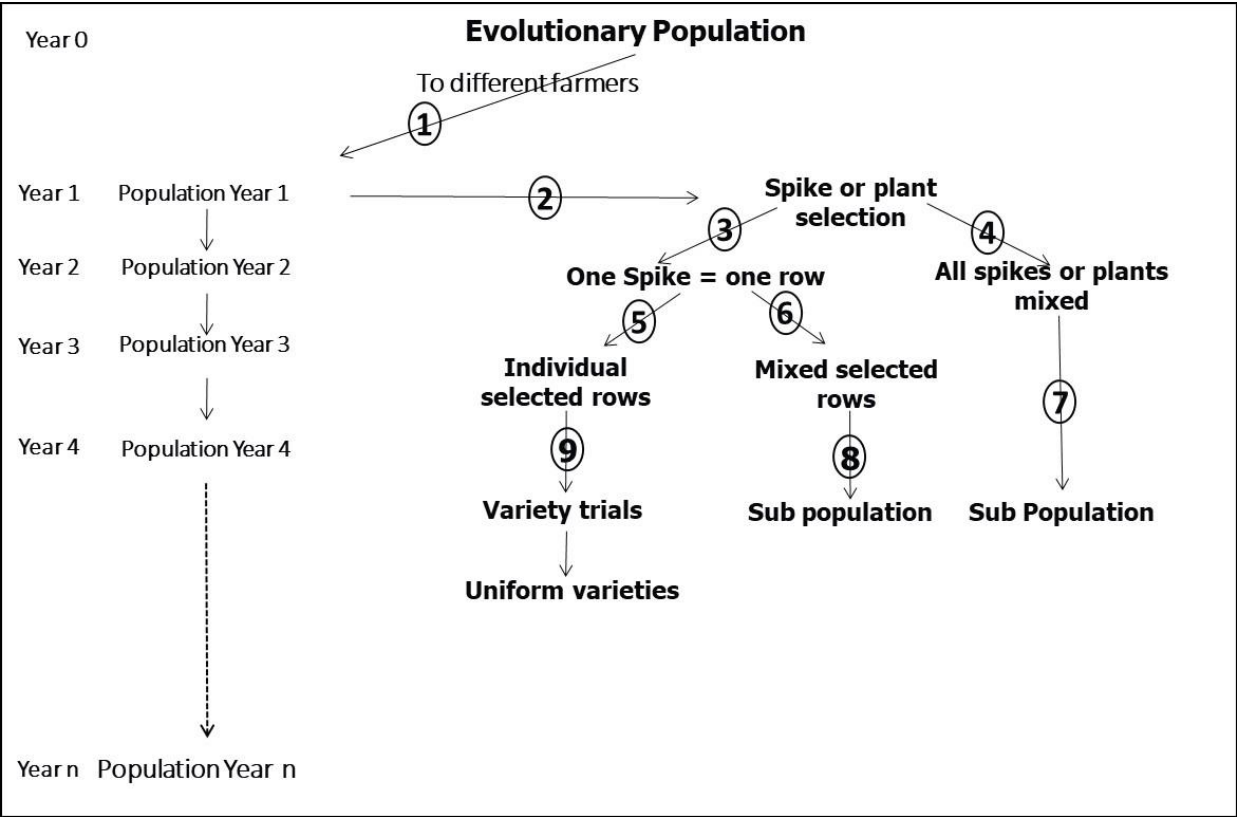 Year 0
Evolutionary Population
To different farmers
1
Year 1
Population Year 1
2
Spike or plant
selection
3
4
Year 2
Population Year 2
One Spike = one row
All spikes or plants
mixed
5
6
Year 3
Population Year 3
Individual
selected rows
Mixed selected
rows
7
Year 4
Population Year 4
9
8
Variety trials
Sub population
Sub Population
Uniform varieties
Year n
Population Year n